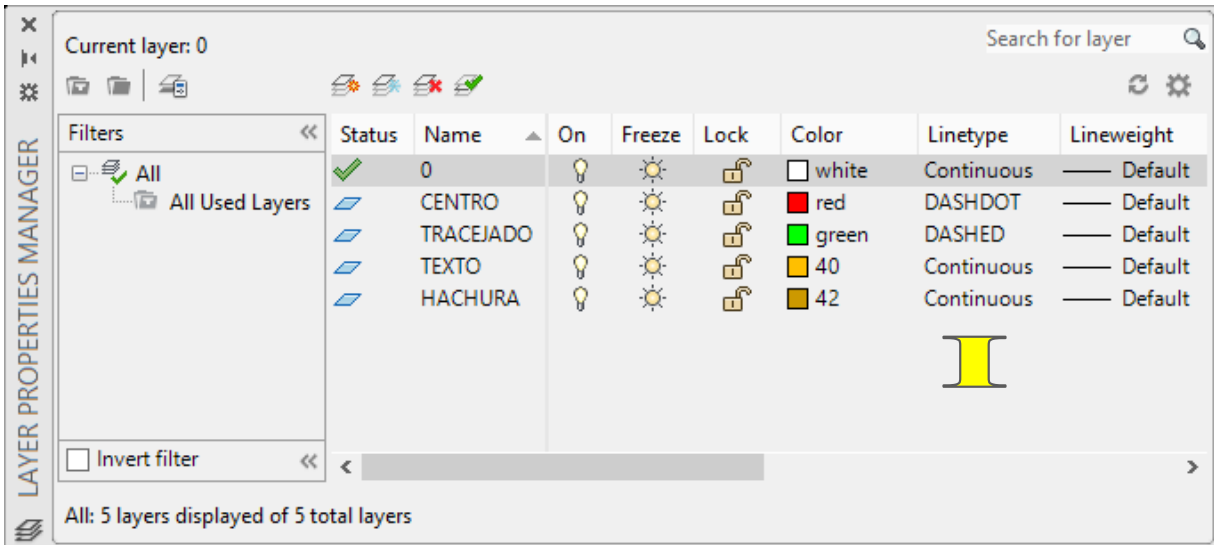 Current layer: 0
Search for layer
Filters
Status Name On Freeze Lock Color Linetype Lineweight
All
All Used Layers
0 white Continuous Default
CENTRO red DASHDOT Default
TRACEJADO green DASHED Default
TEXTO 40 Continuous Default
HACHURA 42 Continuous Default
Invert filter
All: 5 layers displayed of 5 total layers
LAYER PROPERTIES MANAGER